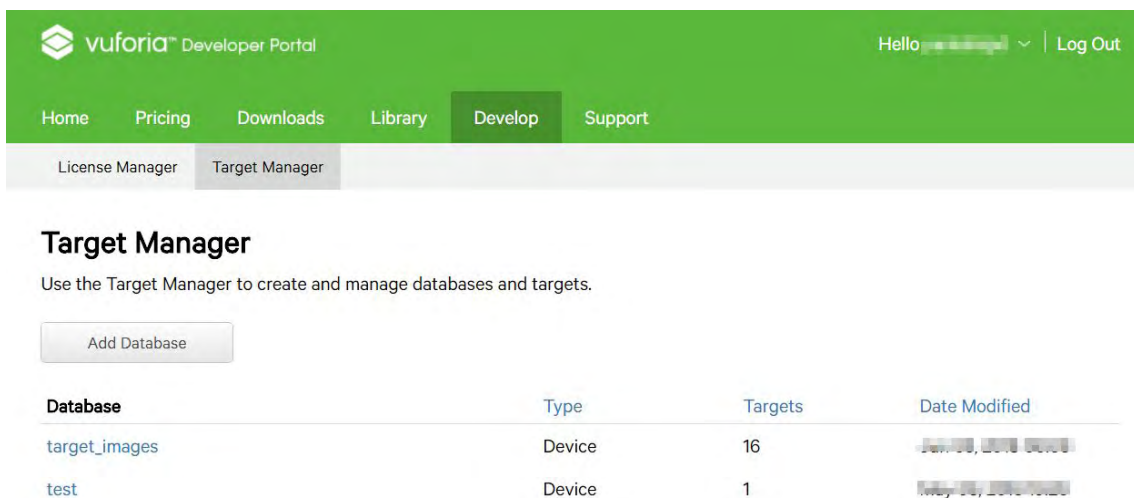 vuforia™ Developer Portal
Hello
Log Out
Home Pricing Downloads Library Develop Support
License Manager Target Manager
Target Manager
Use the Target Manager to create and manage databases and targets.
Add Database
Database Type Targets Date Modified
target_images Device 16
test Device 1